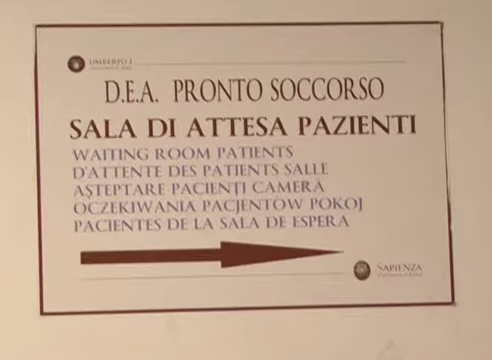 UMBERTO I
D.E.A. PRONTO SOCCORSO
SALA DI ATTESA PAZIENTI
WAITING ROOM PATIENTS
D'ATTENTE DES PATIENTS SALLE
AŞTEPTARE PACIENŢI CAMERA
OCZEKIWANIA PACJENTÓW POKOJ
PACIENTES DE LA SALA DE ESPERA
SAPIENZA